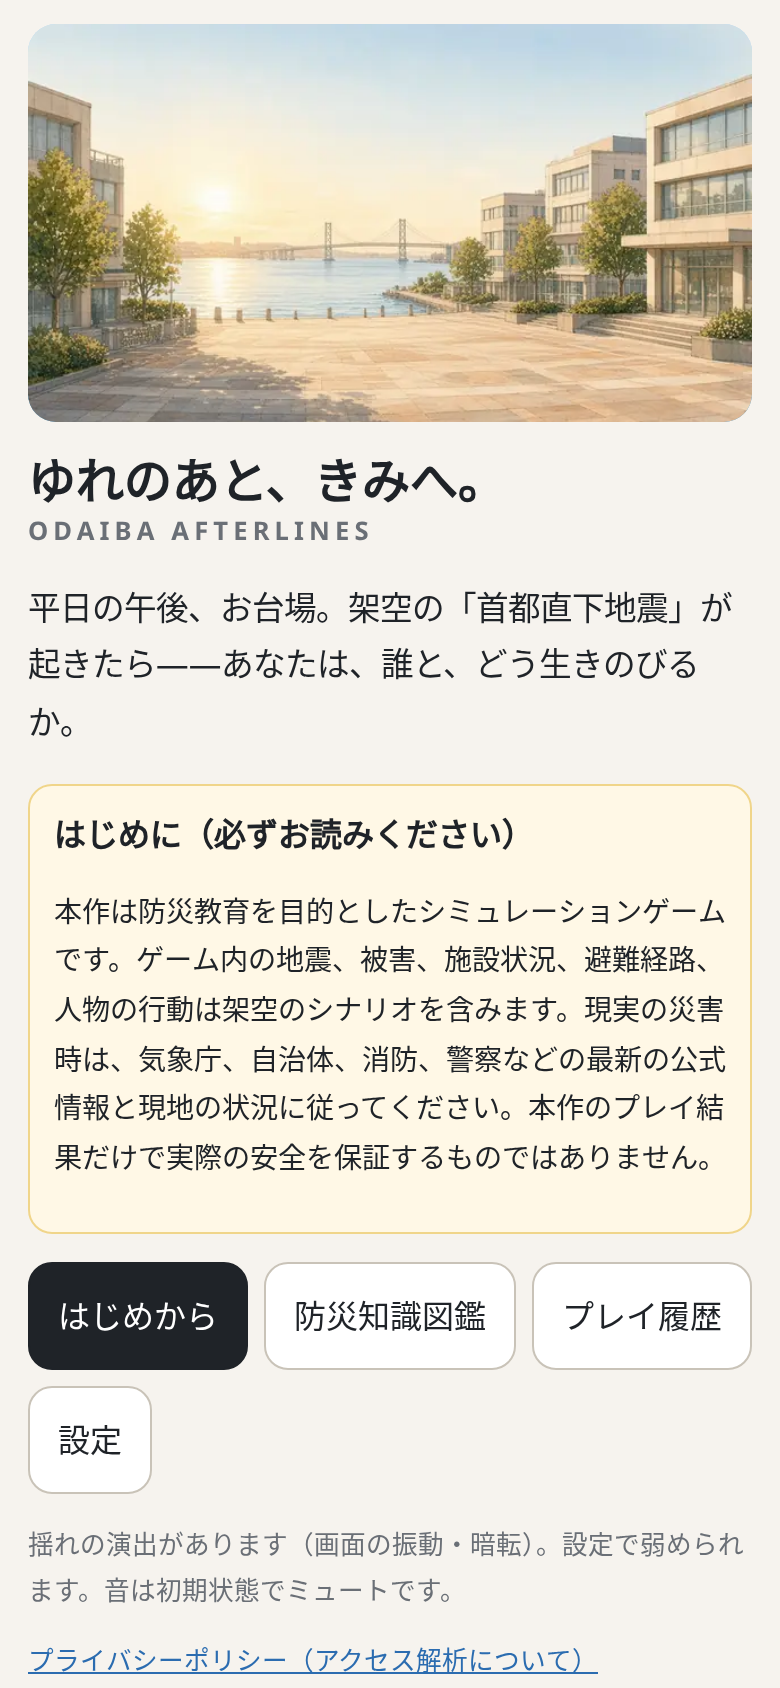 ゆれのあと、きみへ。
ODAIBA AFTERLINES
平日の午後、お台場。架空の「首都直下地震」が
起きたら——あなたは、誰と、どう生きのびる
か。
はじめに（必ずお読みください）
本作は防災教育を目的としたシミュレーションゲーム
です。ゲーム内の地震、被害、施設状況、避難経路、
人物の行動は架空のシナリオを含みます。現実の災害
時は、気象庁、自治体、消防、警察などの最新の公式
情報と現地の状況に従ってください。本作のプレイ結
果だけで実際の安全を保証するものではありません。
はじめから
防災知識図鑑
プレイ履歴
設定
揺れの演出があります（画面の振動・暗転）。設定で弱められ
ます。音は初期状態でミュートです。
プライバシーポリシー（アクセス解析について）